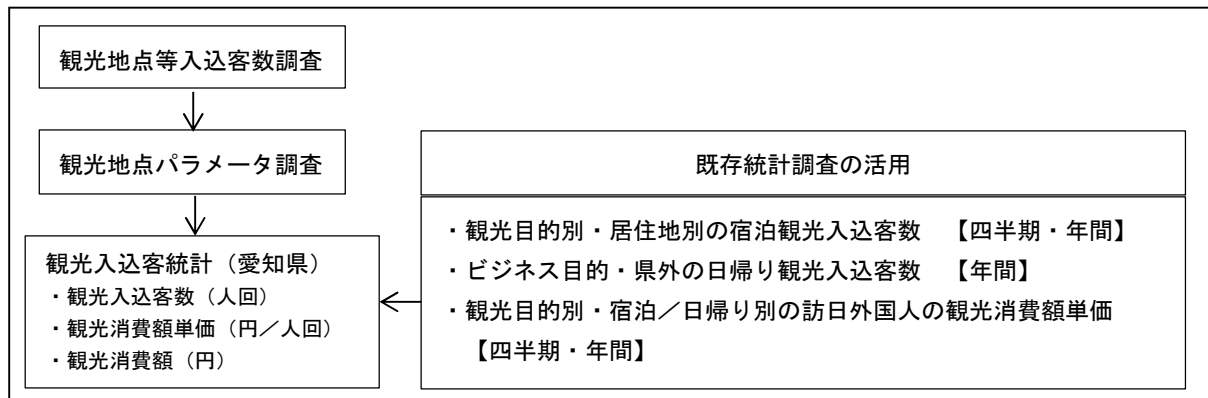 観光地点等入込客数調査
観光地点パラメータ調査
観光入込客統計（愛知県）
・観光入込客数（人回）
・観光消費額単価（円／人回）
・観光消費額（円）
既存統計調査の活用
・観光目的別・居住地別の宿泊観光入込客数　【四半期・年間】
・ビジネス目的・県外の日帰り観光入込客数　【年間】
・観光目的別・宿泊／日帰り別の訪日外国人の観光消費額単価
【四半期・年間】